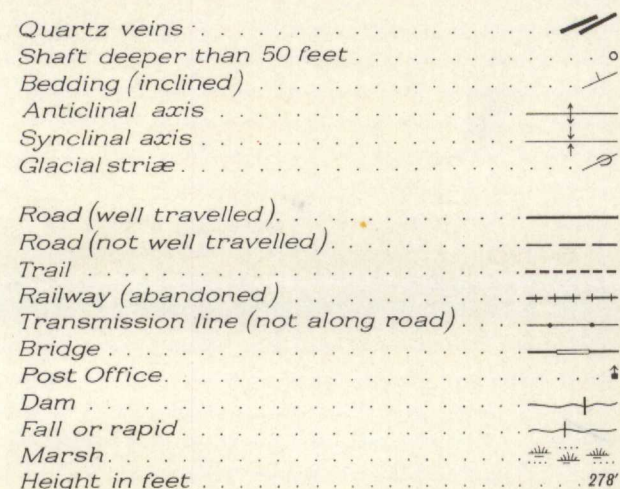 Quartz veins
Shaft deeper than 50 feet
Bedding (inclined)
Anticlinal axis
Synclinal axis
Glacial striæ
Road (well travelled)
Road (not well travelled)
Trail
Railway (abandoned)
Transmission line (not along road)
Bridge
Post Office
Dam
Fall or rapid
Marsh
Height in feet 278'